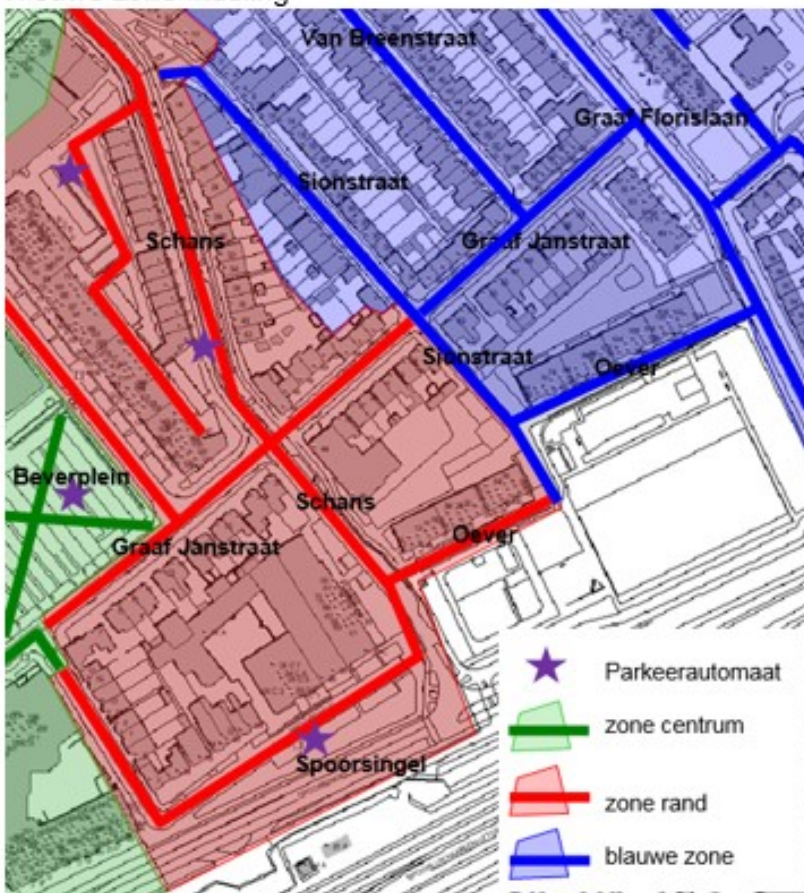 Van Breenstraat
Graaf Florislaan
Sionstraat
Schans
Graaf Janstraat
Sionstraat
Oever
Beverplein
Schans
Oever
Graaf Janstraat
Spoorsingel
Parkeerautomaat
zone centrum
zone rand
blauwe zone